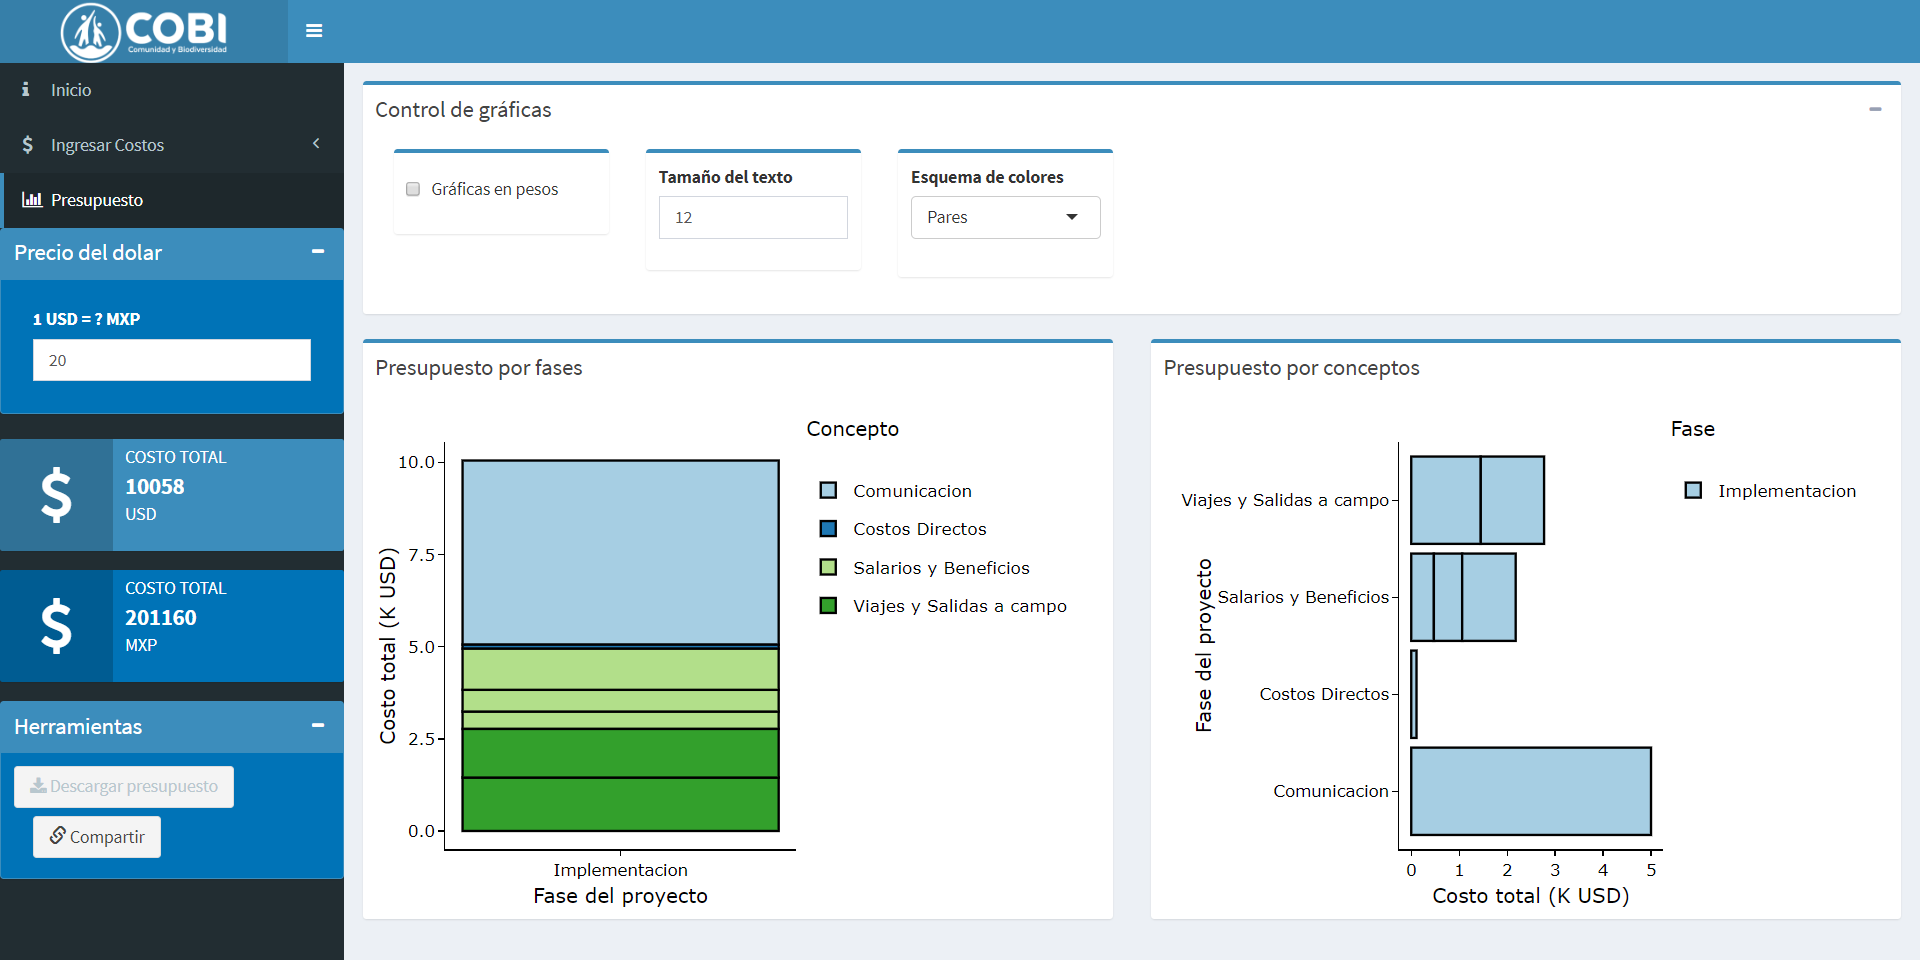 COBI
Comunidad y Biodiversidad
Inicio
Ingresar Costos
Presupuesto
Precio del dolar
1 USD = ? MXP
20
COSTO TOTAL
10058
USD
COSTO TOTAL
201160
MXP
Herramientas
Descargar presupuesto
Compartir
Control de gráficas
Gráficas en pesos
Tamaño del texto
12
Esquema de colores
Pares
Presupuesto por fases
Concepto
Comunicacion
Costos Directos
Salarios y Beneficios
Viajes y Salidas a campo
Costo total (K USD)
10.0
7.5
5.0
2.5
0.0
Implementacion
Fase del proyecto
Presupuesto por conceptos
Fase
Implementacion
Fase del proyecto
Viajes y Salidas a campo
Salarios y Beneficios
Costos Directos
Comunicacion
0 1 2 3 4 5
Costo total (K USD)